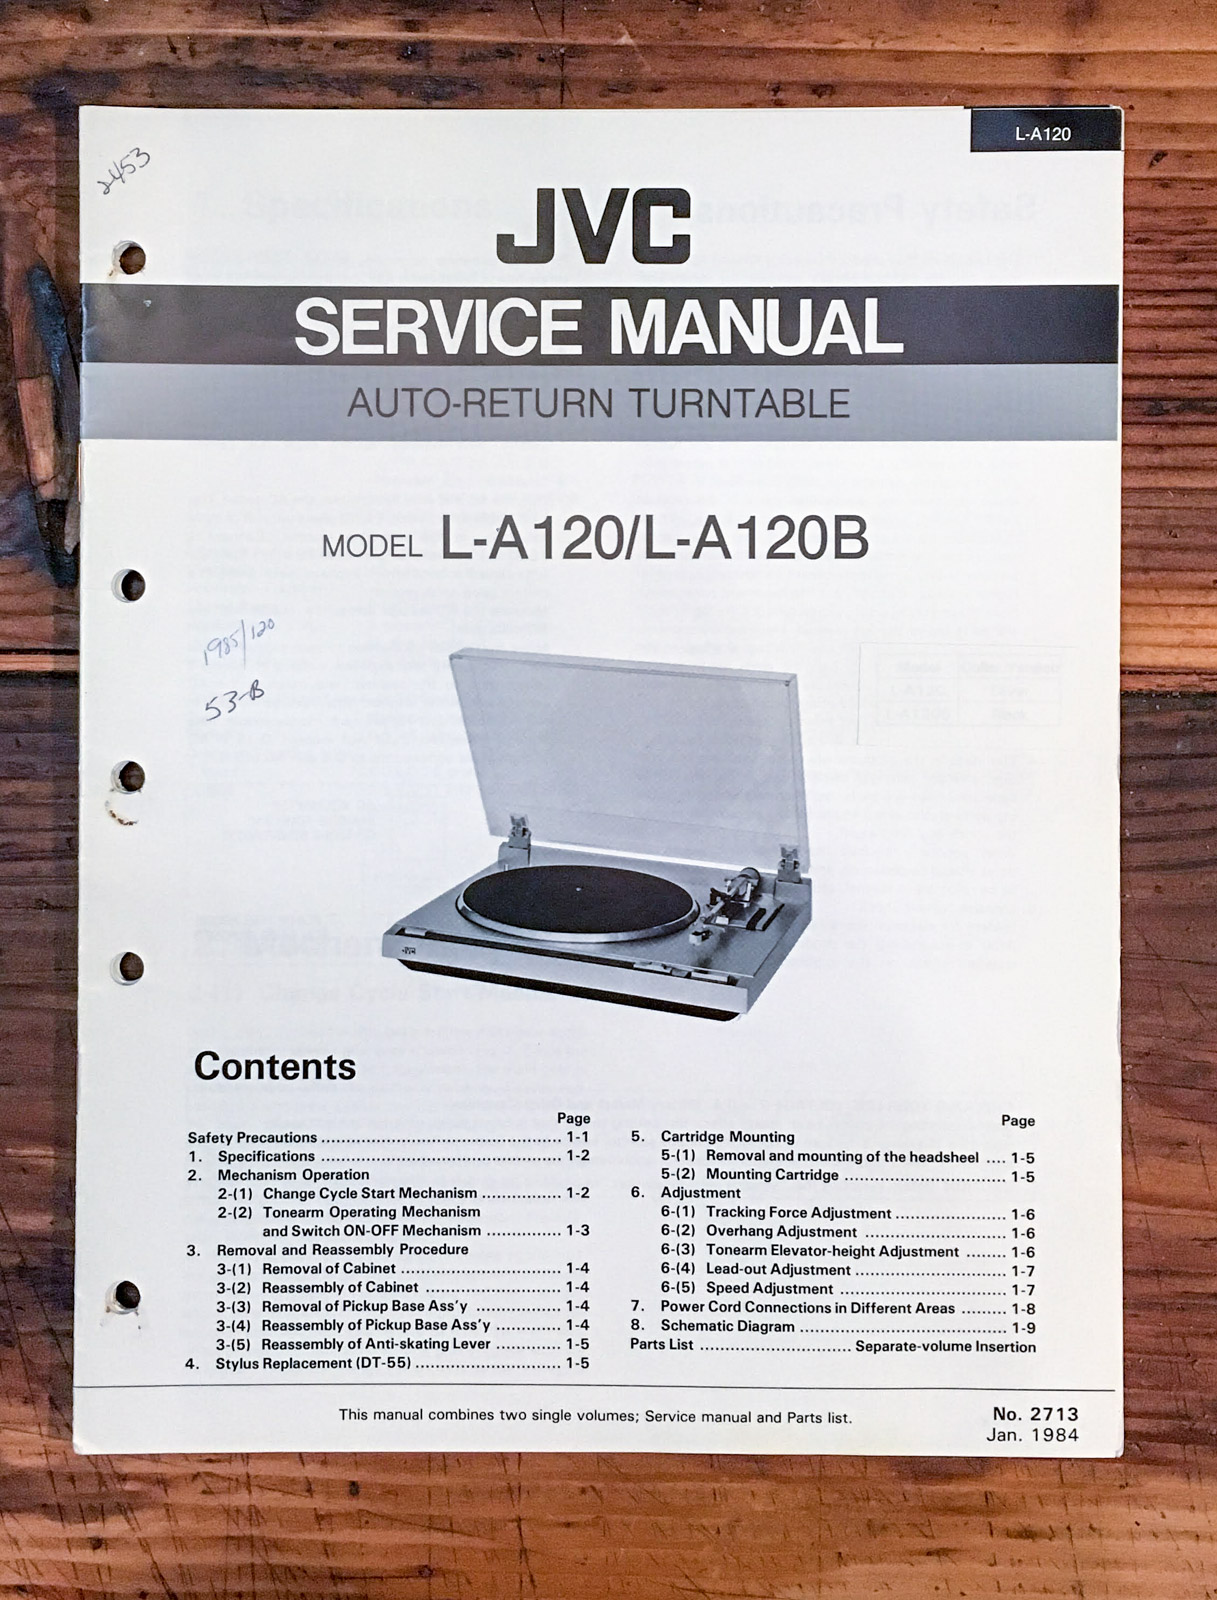 L-A120
2453
JVC
SERVICE MANUAL
AUTO-RETURN TURNTABLE
MODEL L-A120/L-A120B
1985/120
53-B
JVC
Contents
Page
Safety Precautions ................................................ 1-1
1. Specifications ................................................ 1-2
2. Mechanism Operation
2-(1) Change Cycle Start Mechanism ................ 1-2
2-(2) Tonearm Operating Mechanism
and Switch ON-OFF Mechanism ............... 1-3
3. Removal and Reassembly Procedure
3-(1) Removal of Cabinet ................................ 1-4
3-(2) Reassembly of Cabinet ........................... 1-4
3-(3) Removal of Pickup Base Ass'y ................. 1-4
3-(4) Reassembly of Pickup Base Ass'y ............. 1-4
3-(5) Reassembly of Anti-skating Lever ............. 1-5
4. Stylus Replacement (DT-55) ............................. 1-5
Page
5. Cartridge Mounting
5-(1) Removal and mounting of the headsheel .... 1-5
5-(2) Mounting Cartridge ................................ 1-5
6. Adjustment
6-(1) Tracking Force Adjustment ...................... 1-6
6-(2) Overhang Adjustment ............................ 1-6
6-(3) Tonearm Elevator-height Adjustment ........ 1-6
6-(4) Lead-out Adjustment .............................. 1-7
6-(5) Speed Adjustment ................................. 1-7
7. Power Cord Connections in Different Areas ......... 1-8
8. Schematic Diagram ......................................... 1-9
Parts List .............................. Separate-volume Insertion
This manual combines two single volumes; Service manual and Parts list.
No. 2713
Jan. 1984